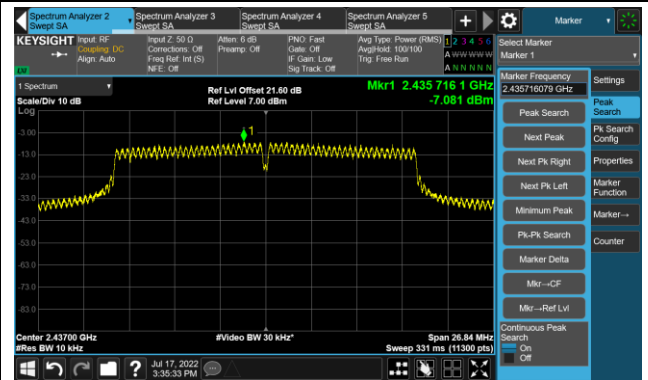 Spectrum Analyzer 2
Swept SA
Spectrum Analyzer 3
Swept SA
Spectrum Analyzer 4
Swept SA
Spectrum Analyzer 5
Swept SA
Marker
KEYSIGHT
Input: RF
Coupling: DC
Align: Auto
Input Z: 50 Ω
Corrections: Off
Freq Ref: Int (S)
NFE: Off
Atten: 6 dB
Preamp: Off
PNO: Fast
Gate: Off
IF Gain: Low
Sig Track: Off
Avg Type: Power (RMS)
Avg|Hold: 100/100
Trig: Free Run
1 2 3 4 5 6
A W W W W W
A N N N N N
LVI
Select Marker
Marker 1
1 Spectrum
Scale/Div 10 dB
Log
Ref Lvl Offset 21.60 dB
Ref Level 7.00 dBm
Mkr1 2.435 716 1 GHz
-7.081 dBm
Marker Frequency
2.435716079 GHz
Settings
Peak Search
Next Peak
Next Pk Right
Next Pk Left
Minimum Peak
Pk-Pk Search
Marker Delta
Mkr→CF
Mkr→Ref Lvl
Continuous Peak
Search
On
Off
Peak
Search
Pk Search
Config
Properties
Marker
Function
Marker→
Counter
1
-3.00
-13.0
-23.0
-33.0
-43.0
-53.0
-63.0
-73.0
-83.0
Center 2.43700 GHz
#Res BW 10 kHz
#Video BW 30 kHz*
Span 26.84 MHz
Sweep 331 ms (11300 pts)
?
Jul 17, 2022
3:35:33 PM